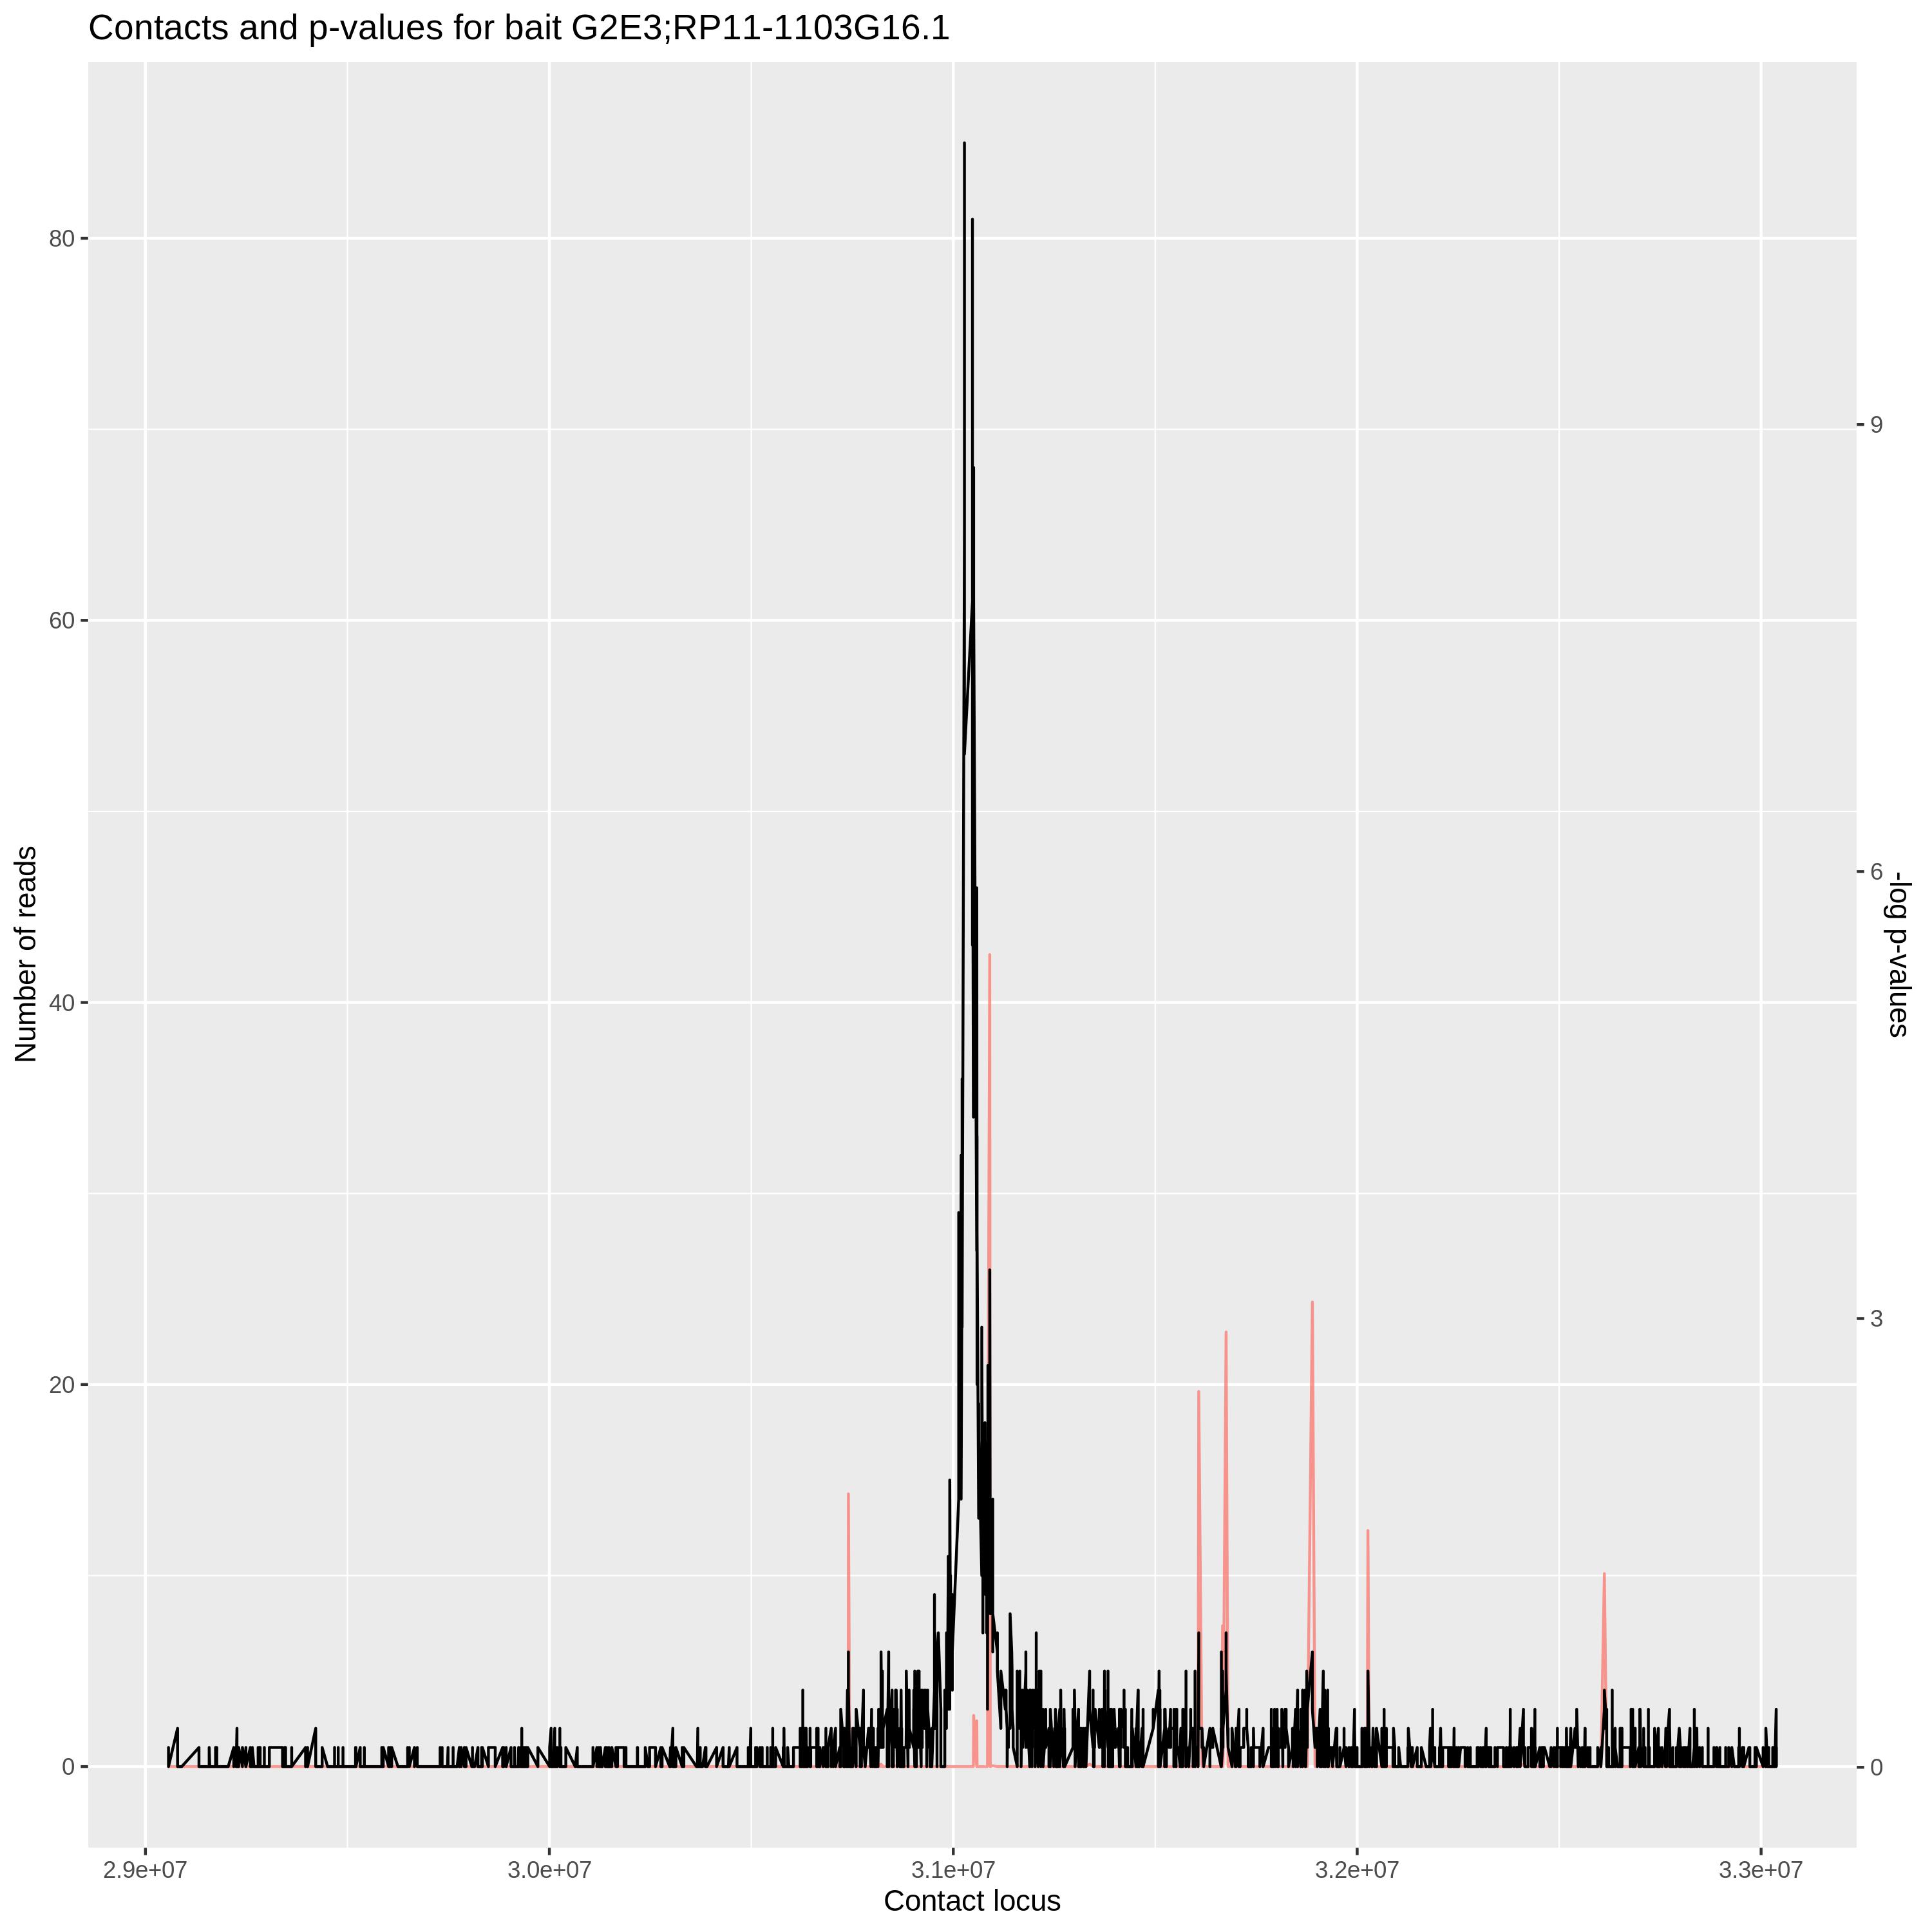 Contacts and p-values for bait G2E3;RP11-1103G16.1
80
60
40
20
0
Number of reads
9
6
3
0
-log p-values
2.9e+07
3.0e+07
3.1e+07
3.2e+07
3.3e+07
Contact locus